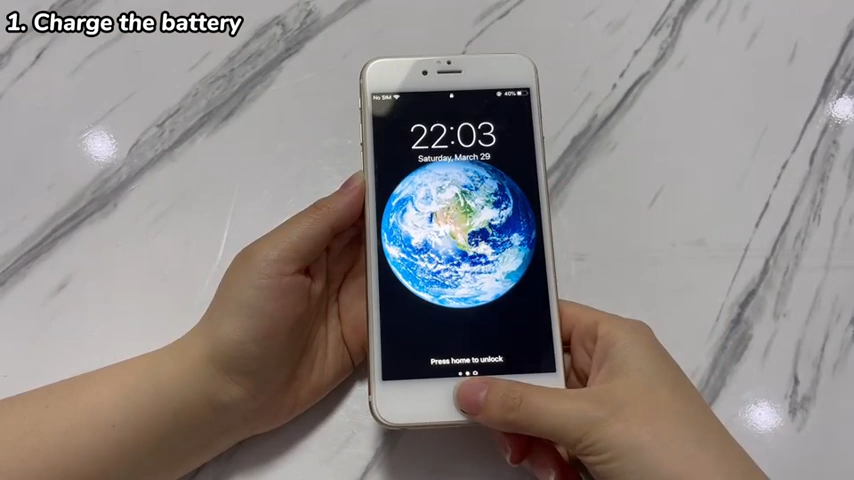 1. Charge the battery
No SIM
40%
22:03
Saturday, March 29
Press home to unlock